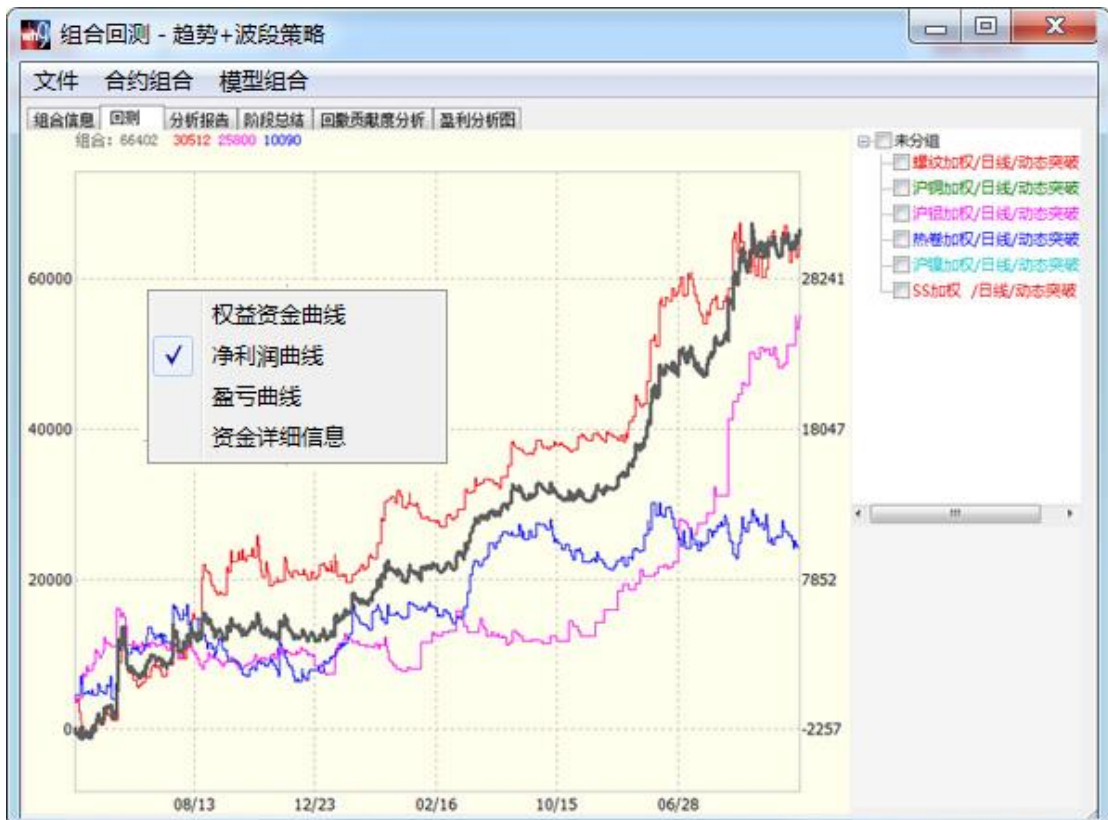 组合回测 - 趋势+波段策略
文件 合约组合 模型组合
组合信息 回测 分析报告 阶段总结 回撤贡献度分析 盈利分析图
组合: 66402 30512 25800 10090
未分组
螺纹加权/日线/动态突破
沪铜加权/日线/动态突破
沪铝加权/日线/动态突破
热卷加权/日线/动态突破
沪镍加权/日线/动态突破
SS加权 /日线/动态突破
60000
40000
20000
0
权益资金曲线
净利润曲线
盈亏曲线
资金详细信息
28241
18047
7852
-2257
08/13 12/23 02/16 10/15 06/28